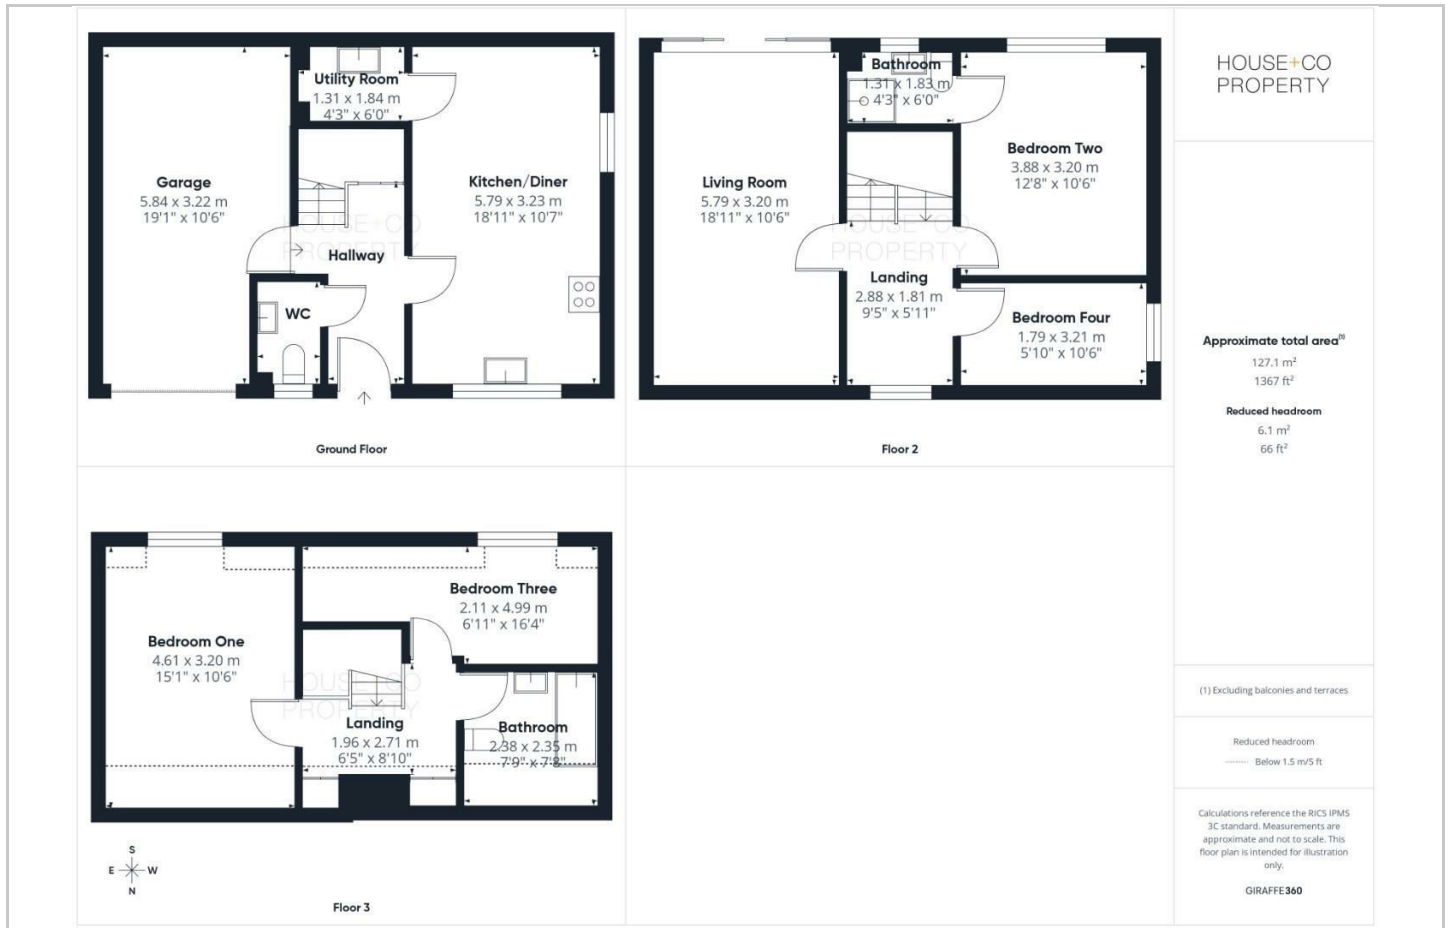 Utility Room
1.31 x 1.84 m
4'3" x 6'0"
Garage
5.84 x 3.22 m
19'1" x 10'6"
Kitchen/Diner
5.79 x 3.23 m
18'11" x 10'7"
HOUSE+CO
PROPERTY
Hallway
WC
Ground Floor
Bathroom
1.31 x 1.83 m
4'3" x 6'0"
Bedroom Two
3.88 x 3.20 m
12'8" x 10'6"
Living Room
5.79 x 3.20 m
18'11" x 10'6"
HOUSE+CO
PROPERTY
Landing
2.88 x 1.81 m
9'5" x 5'11"
Bedroom Four
1.79 x 3.21 m
5'10" x 10'6"
Floor 2
Bedroom Three
2.11 x 4.99 m
6'11" x 16'4"
Bedroom One
4.61 x 3.20 m
15'1" x 10'6"
HOUSE+CO
PROPERTY
Landing
1.96 x 2.71 m
6'5" x 8'10"
Bathroom
2.38 x 2.35 m
7'9" x 7'8"
S
E W
N
Floor 3
HOUSE+CO
PROPERTY
Approximate total area(1)
127.1 m²
1367 ft²
Reduced headroom
6.1 m²
66 ft²
(1) Excluding balconies and terraces
Reduced headroom
Below 1.5 m/5 ft
Calculations reference the RICS IPMS
3C standard. Measurements are
approximate and not to scale. This
floor plan is intended for illustration
only.
GIRAFFE360